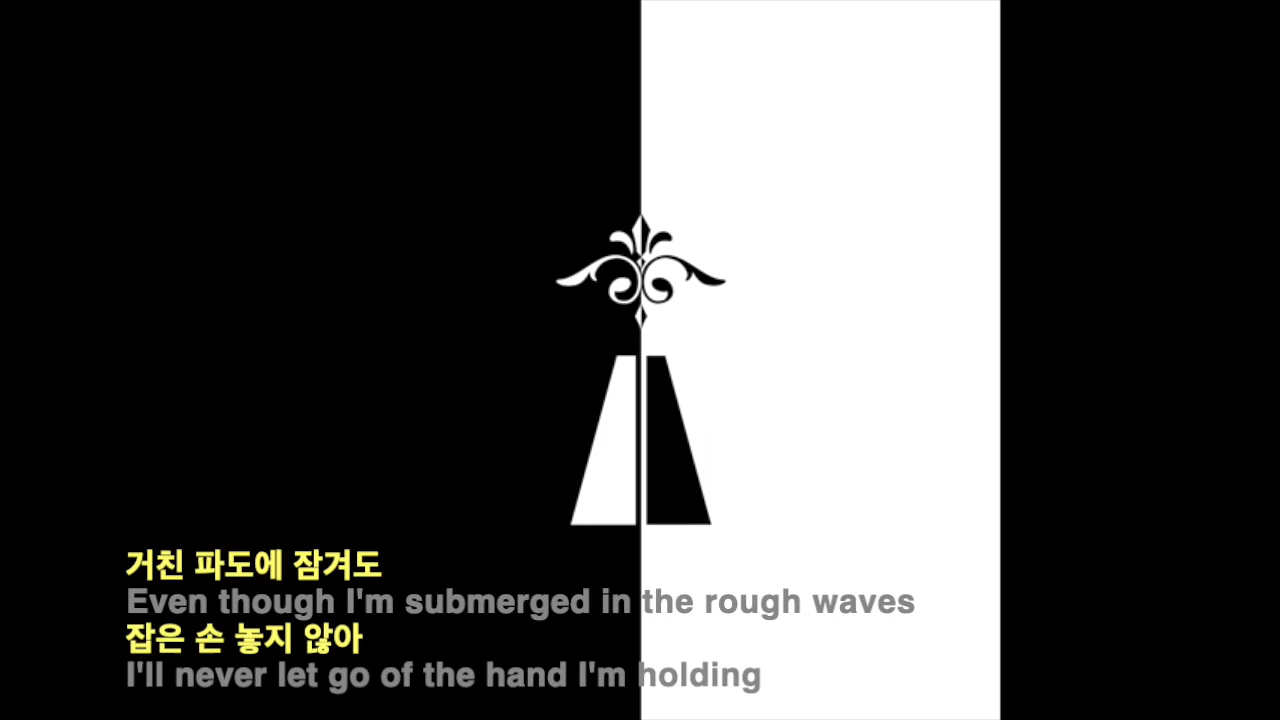 거친 파도에 잠겨도
Even though I'm submerged in the rough waves
잡은 손 놓지 않아
I'll never let go of the hand I'm holding